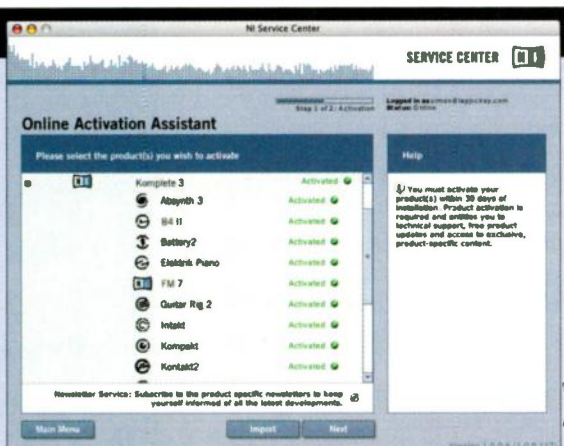 NI Service Center
SERVICE CENTER
Step 1 of 2: Activation
Logged in as
Status: Online
Online Activation Assistant
Please select the product(s) you wish to activate
Help
Komplete 3 Activated
Absynth 3 Activated
B4 II Activated
Battery2 Activated
Elektrik Piano Activated
FM 7 Activated
Guitar Rig 2 Activated
Intakt Activated
Kompakt Activated
Kontakt2 Activated
You must activate your
product(s) within 30 days of
installation. Product activation is
required and entitles you to
technical support, free product
updates and access to exclusive,
product-specific content.
Newsletter Service: Subscribe to the product specific newsletters to keep
yourself informed of all the latest developments.
Main Menu
Import
Next